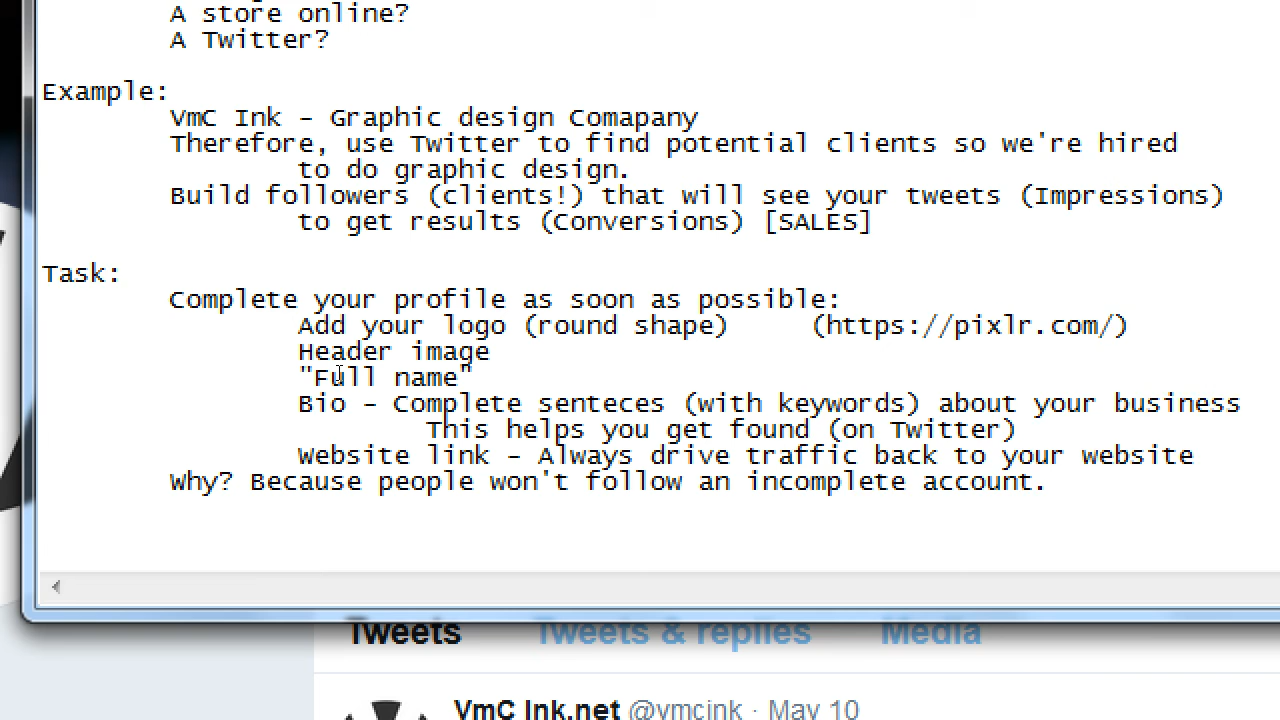 A store online?
A Twitter?
Example:
VmC Ink – Graphic design Comapany
Therefore, use Twitter to find potential clients so we're hired
to do graphic design.
Build followers (clients!) that will see your tweets (Impressions)
to get results (Conversions) [SALES]
Task:
Complete your profile as soon as possible:
Add your logo (round shape) (https://pixlr.com/)
Header image
"Full name"
Bio – Complete senteces (with keywords) about your business
This helps you get found (on Twitter)
Website link – Always drive traffic back to your website
Why? Because people won't follow an incomplete account.
Tweets Tweets & replies Media
VmC Ink.net @vmcink · May 10